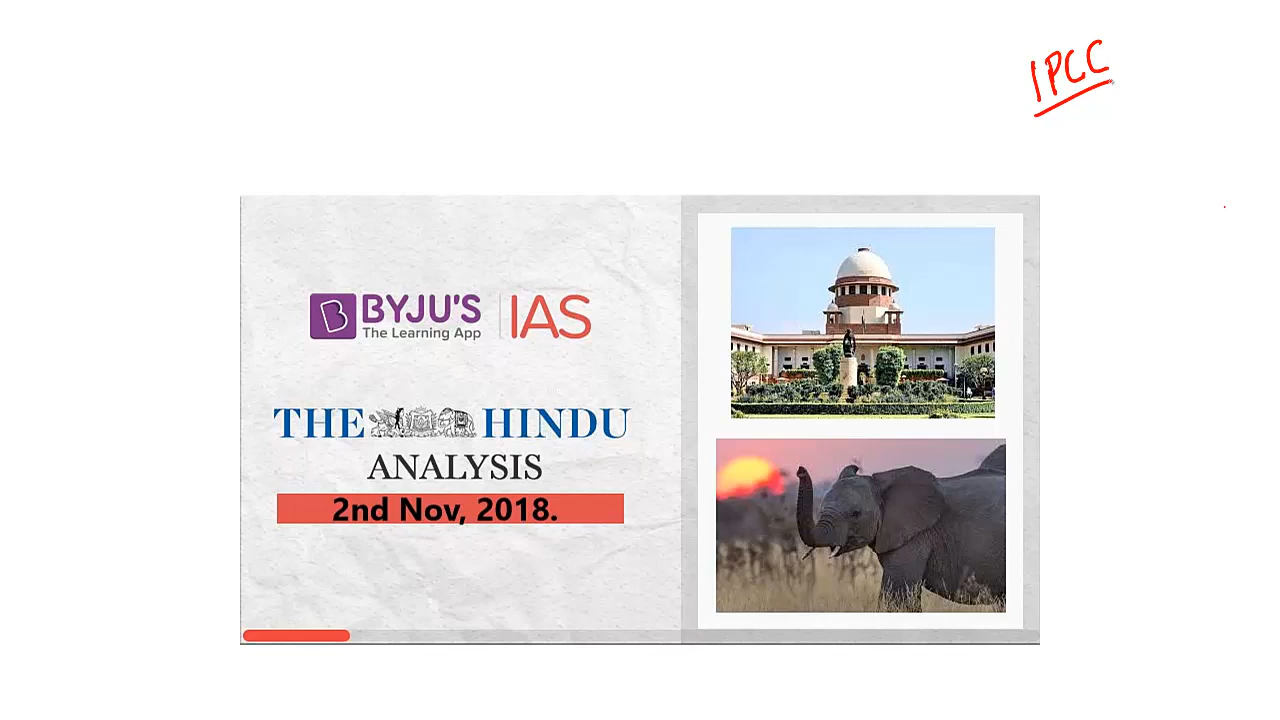 IPCC
BYJU'S IAS
The Learning App
THE HINDU
ANALYSIS
2nd Nov, 2018.